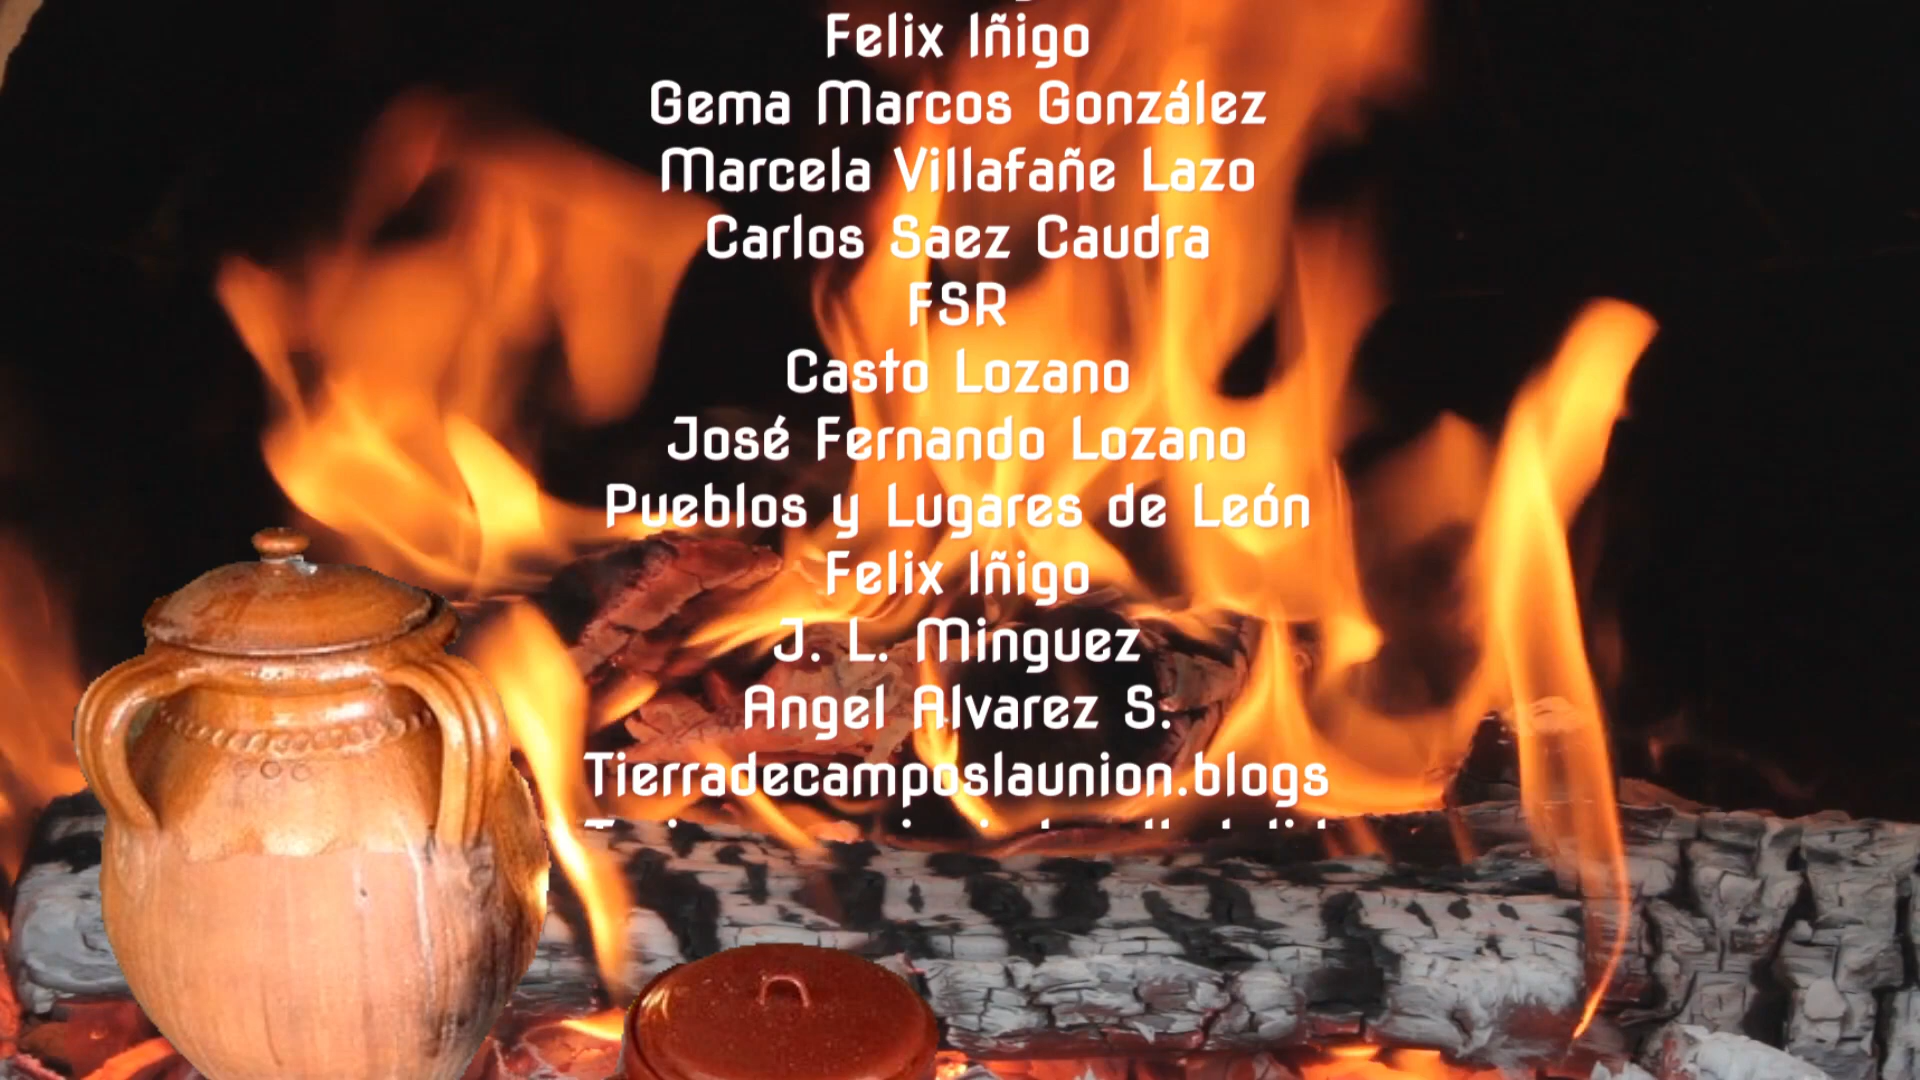 Felix Iñigo
Gema Marcos González
Marcela Villafañe Lazo
Carlos Saez Caudra
FSR
Casto Lozano
José Fernando Lozano
Pueblos y Lugares de León
Felix Iñigo
J. L. Minguez
Angel Alvarez S.
Tierradecamposlaunion.blogs